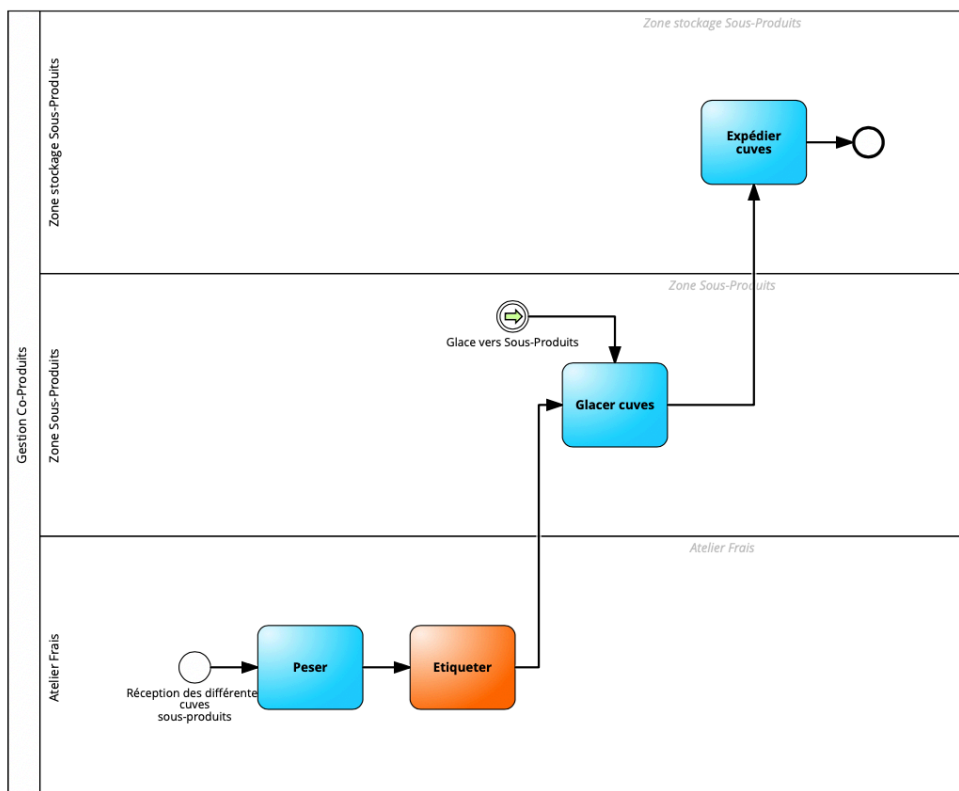 Gestion Co-Produits
Zone stockage Sous-Produits
Zone stockage Sous-Produits
Expédier
cuves
Zone Sous-Produits
Zone Sous-Produits
Glace vers Sous-Produits
Glacer cuves
Atelier Frais
Atelier Frais
Réception des différente
cuves
sous-produits
Peser
Etiqueter